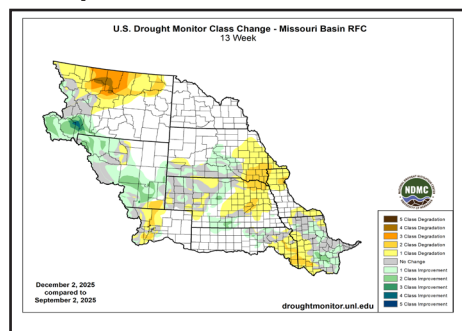 U.S. Drought Monitor Class Change - Missouri Basin RFC
13 Week
NDMC
5 Class Degradation
4 Class Degradation
3 Class Degradation
2 Class Degradation
1 Class Degradation
No Change
1 Class Improvement
2 Class Improvement
3 Class Improvement
4 Class Improvement
5 Class Improvement
December 2, 2025
compared to
September 2, 2025
droughtmonitor.unl.edu